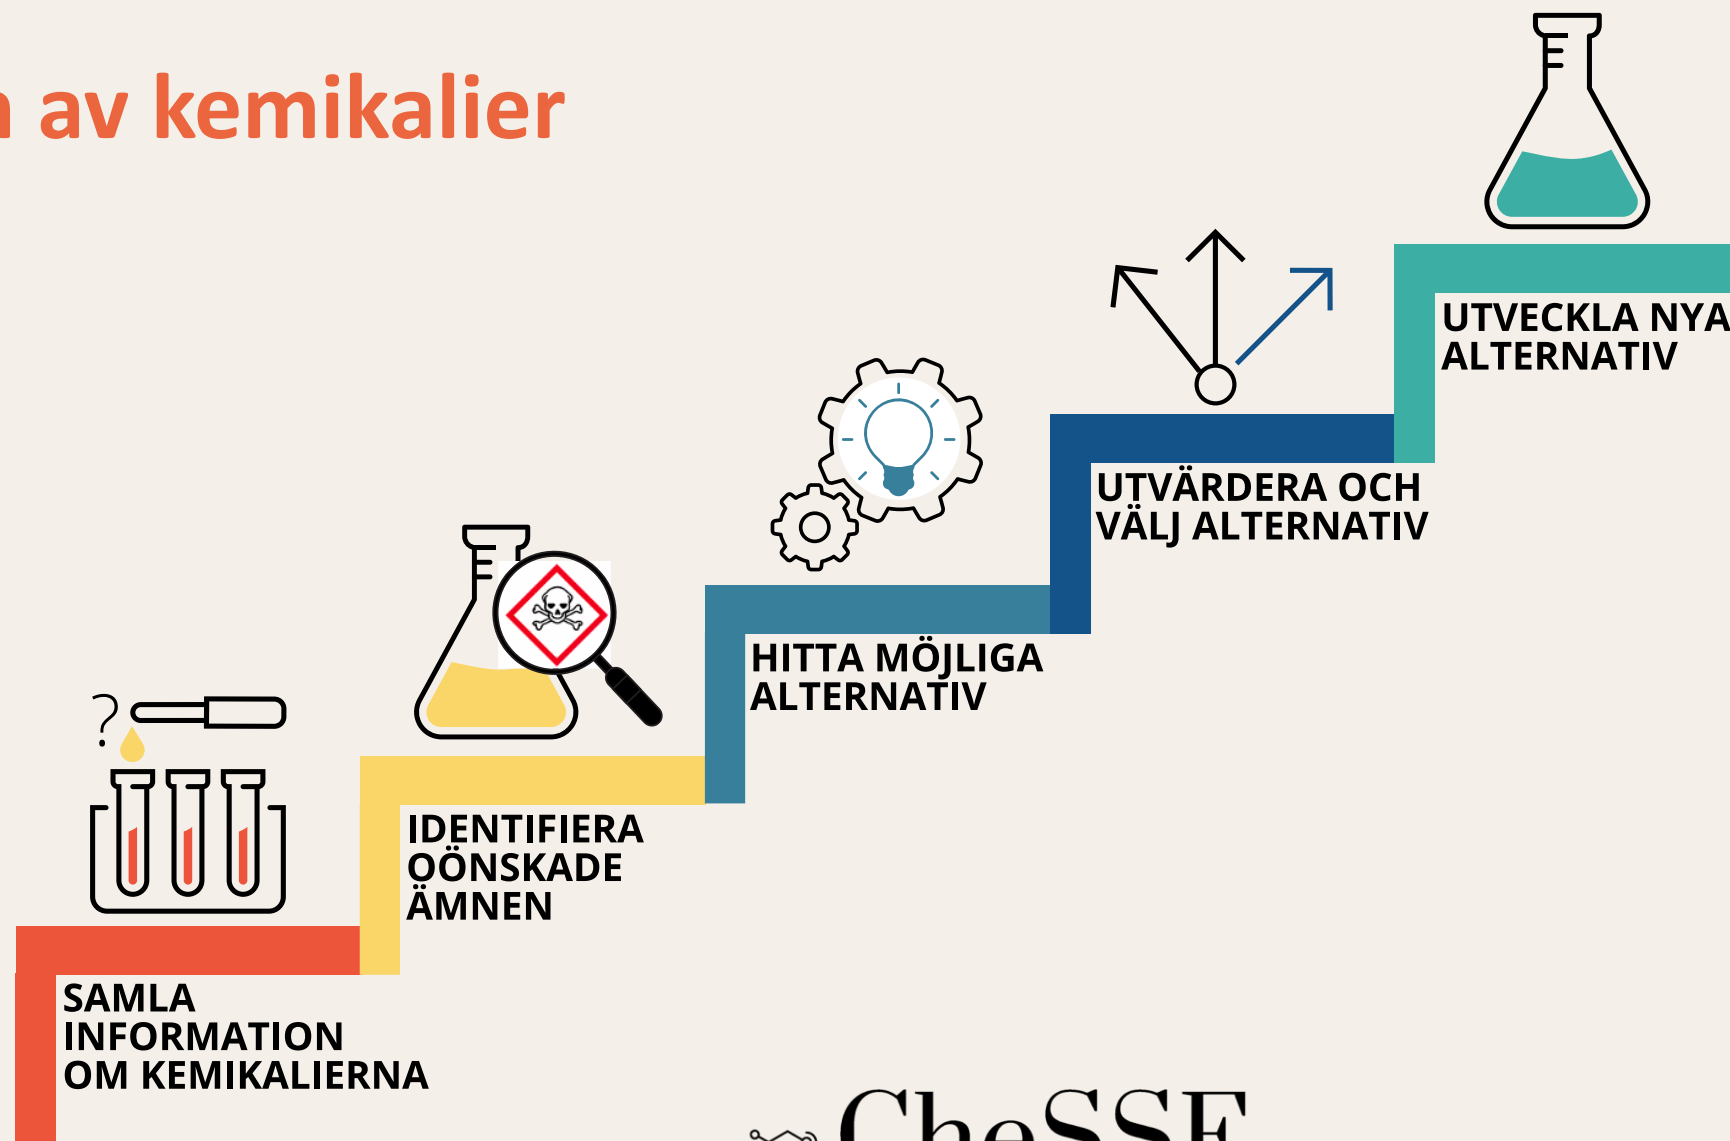 av kemikalier
?
UTVECKLA NYA
ALTERNATIV
UTVÄRDERA OCH
VÄLJ ALTERNATIV
HITTA MÖJLIGA
ALTERNATIV
IDENTIFIERA
OÖNSKADE
ÄMNEN
SAMLA
INFORMATION
OM KEMIKALIERNA
CheSSE